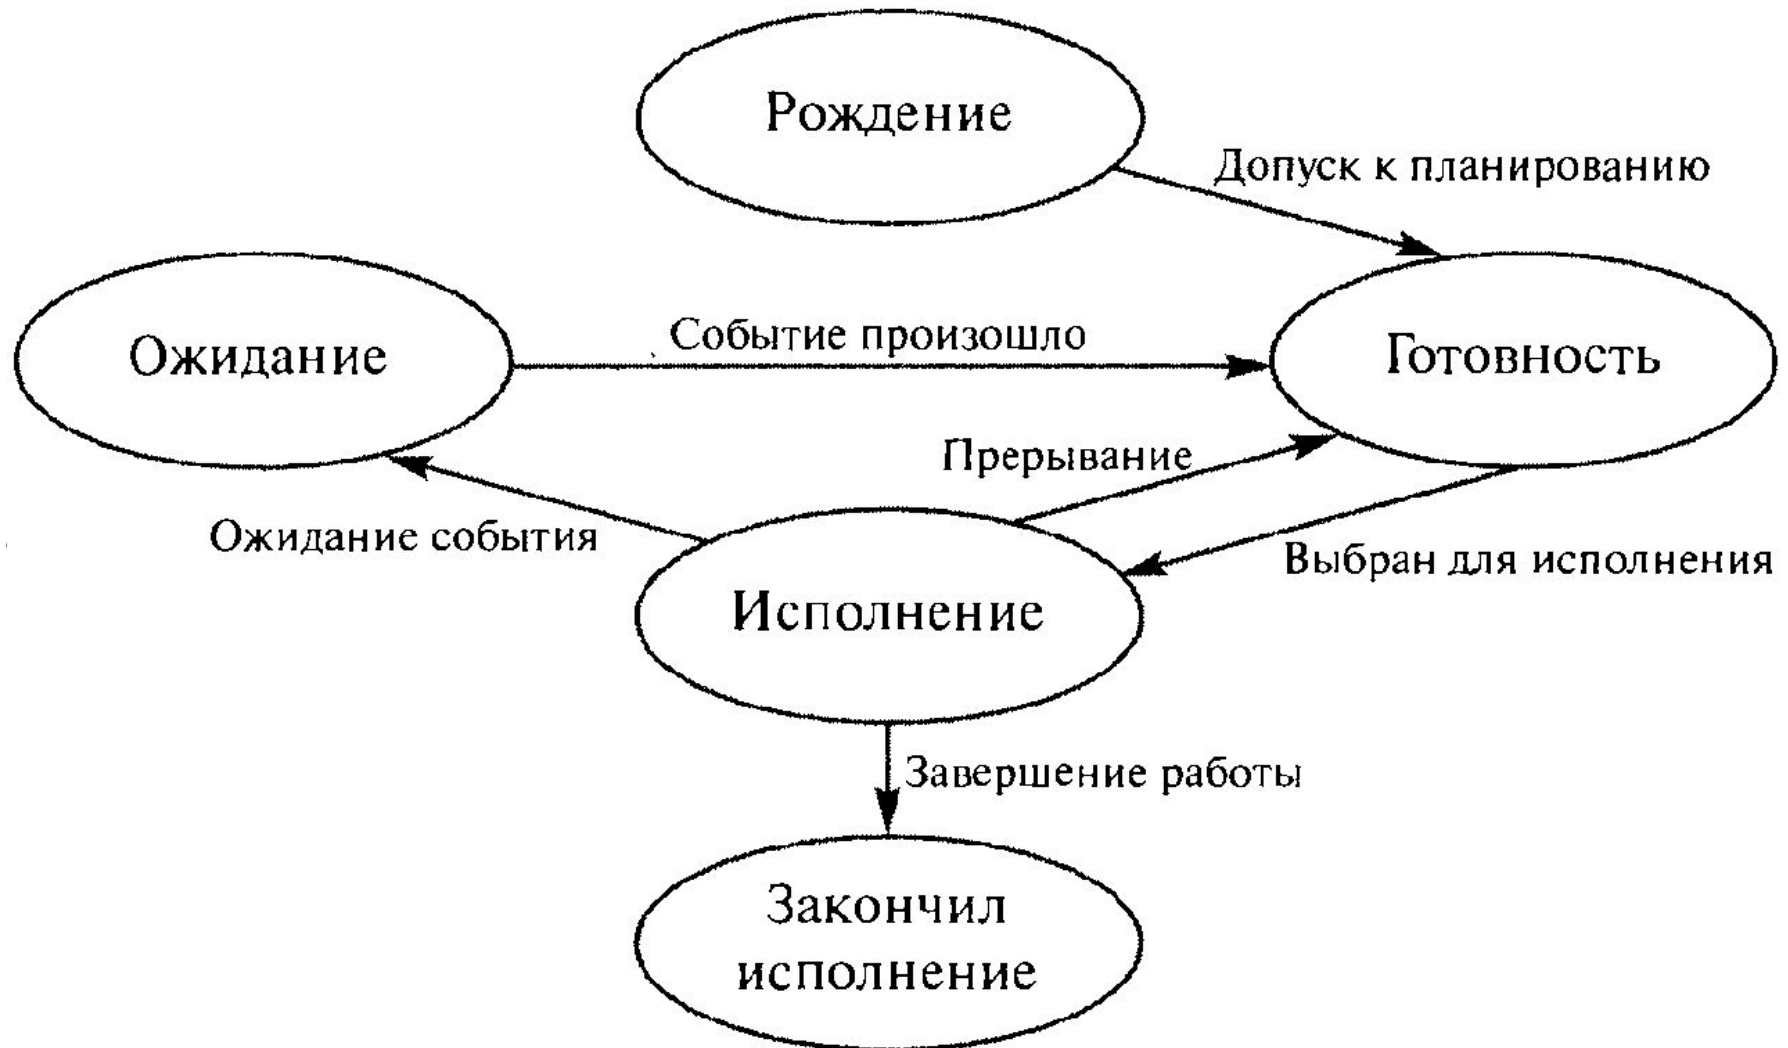 Рождение
Допуск к планированию
Событие произошло
Ожидание
Готовность
Прерывание
Ожидание события
Выбран для исполнения
Исполнение
Завершение работы
Закончил
исполнение